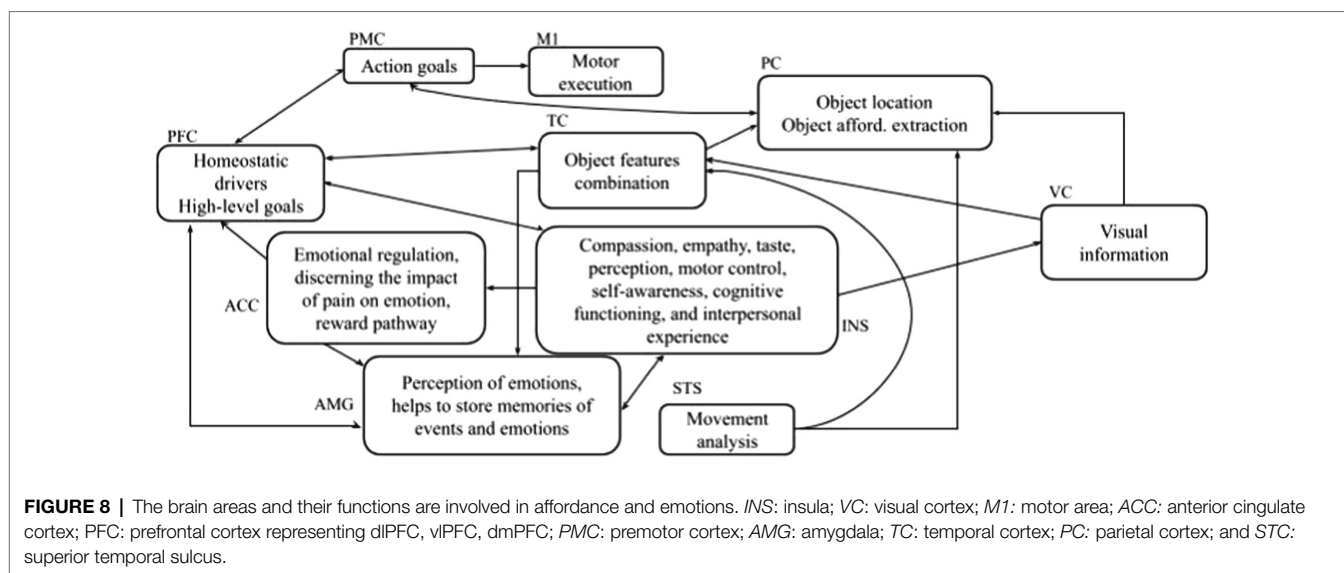 PMC
Action goals
M1
Motor
execution
PC
Object location
Object afford. extraction
TC
Object features
combination
PFC
Homeostatic
drivers
High-level goals
VC
Visual
information
ACC
Emotional regulation,
discerning the impact
of pain on emotion,
reward pathway
Compassion, empathy, taste,
perception, motor control,
self-awareness, cognitive
functioning, and interpersonal
experience
INS
AMG
Perception of emotions,
helps to store memories of
events and emotions
STS
Movement
analysis
FIGURE 8 | The brain areas and their functions are involved in affordance and emotions. INS: insula; VC: visual cortex; M1: motor area; ACC: anterior cingulate
cortex; PFC: prefrontal cortex representing dlPFC, vlPFC, dmPFC; PMC: premotor cortex; AMG: amygdala; TC: temporal cortex; PC: parietal cortex; and STC:
superior temporal sulcus.